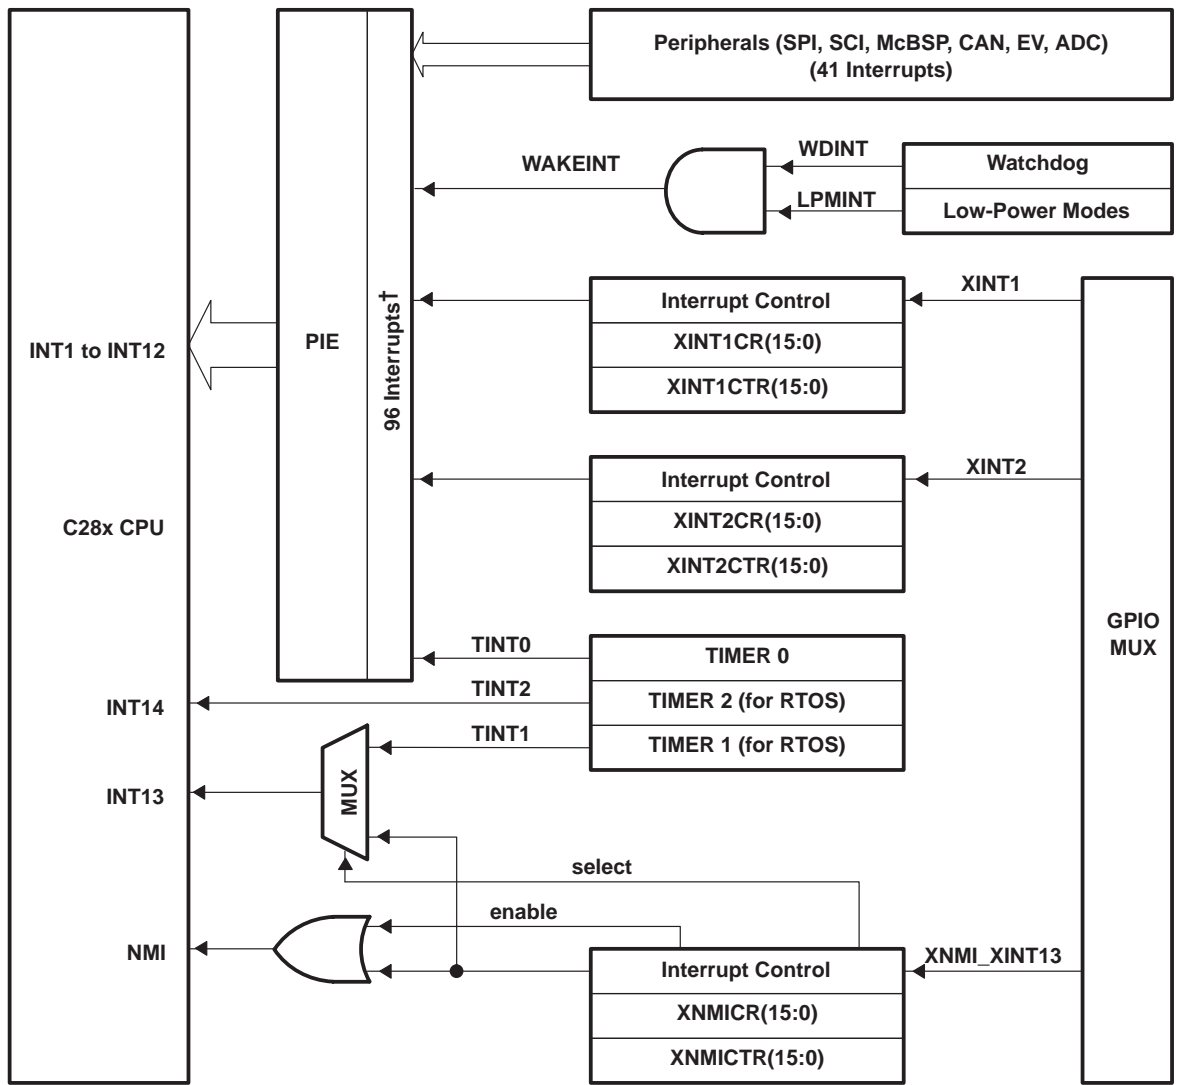 Peripherals (SPI, SCI, McBSP, CAN, EV, ADC)
(41 Interrupts)
WDINT
Watchdog
WAKEINT
LPMINT
Low-Power Modes
XINT1
Interrupt Control
XINT1CR(15:0)
XINT1CTR(15:0)
PIE
96 Interrupts†
INT1 to INT12
XINT2
Interrupt Control
XINT2CR(15:0)
XINT2CTR(15:0)
C28x CPU
GPIO
MUX
TINT0
TIMER 0
TINT2
TIMER 2 (for RTOS)
INT14
TINT1
TIMER 1 (for RTOS)
MUX
INT13
select
enable
NMI
XNMI_XINT13
Interrupt Control
XNMICR(15:0)
XNMICTR(15:0)